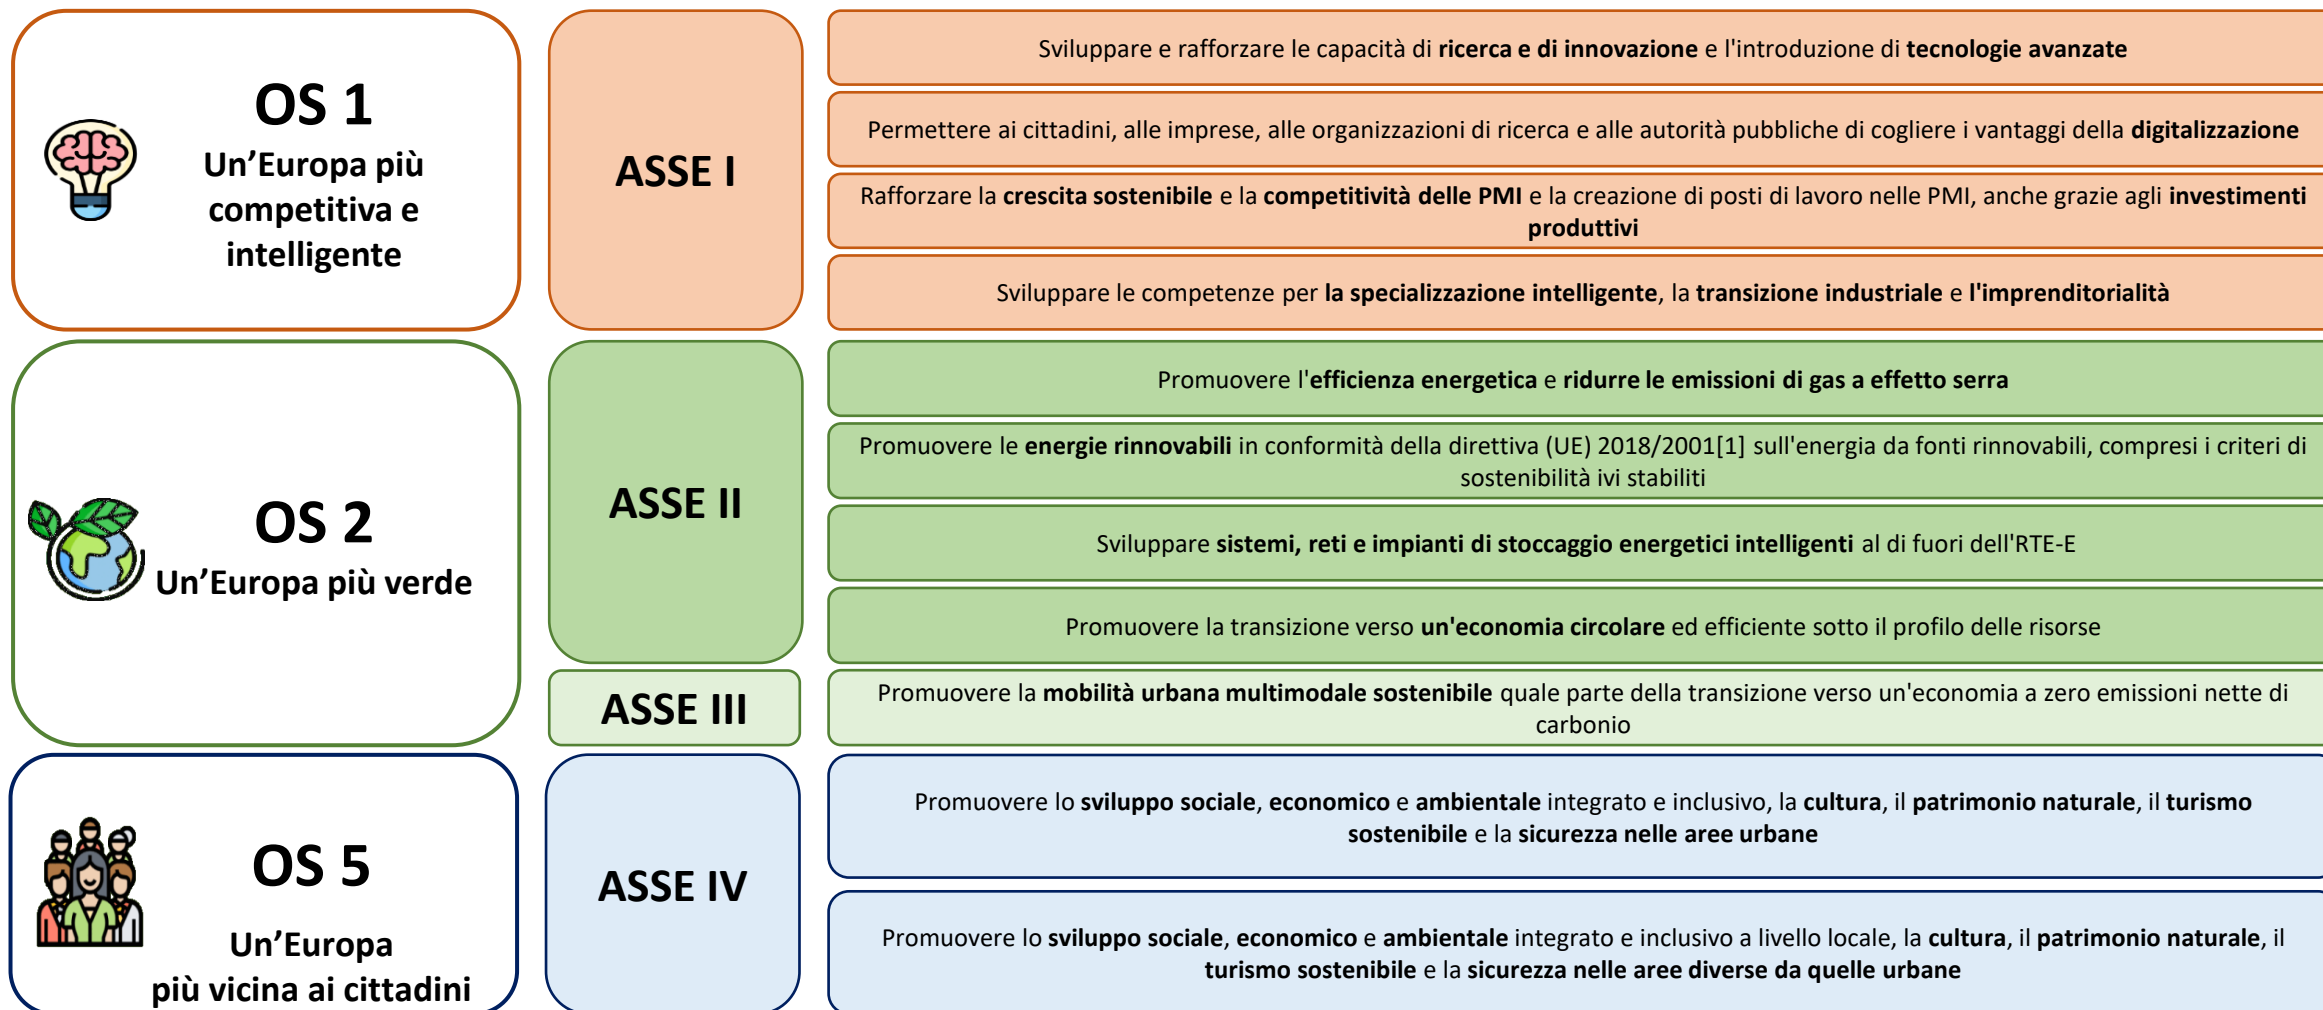 OS 1
Un’Europa più
competitiva e
intelligente
ASSE I
Sviluppare e rafforzare le capacità di ricerca e di innovazione e l'introduzione di tecnologie avanzate
Permettere ai cittadini, alle imprese, alle organizzazioni di ricerca e alle autorità pubbliche di cogliere i vantaggi della digitalizzazione
Rafforzare la crescita sostenibile e la competitività delle PMI e la creazione di posti di lavoro nelle PMI, anche grazie agli investimenti
produttivi
Sviluppare le competenze per la specializzazione intelligente, la transizione industriale e l'imprenditorialità
OS 2
Un’Europa più verde
ASSE II
Promuovere l'efficienza energetica e ridurre le emissioni di gas a effetto serra
Promuovere le energie rinnovabili in conformità della direttiva (UE) 2018/2001[1] sull'energia da fonti rinnovabili, compresi i criteri di
sostenibilità ivi stabiliti
Sviluppare sistemi, reti e impianti di stoccaggio energetici intelligenti al di fuori dell'RTE-E
Promuovere la transizione verso un'economia circolare ed efficiente sotto il profilo delle risorse
ASSE III
Promuovere la mobilità urbana multimodale sostenibile quale parte della transizione verso un'economia a zero emissioni nette di
carbonio
OS 5
Un’Europa
più vicina ai cittadini
ASSE IV
Promuovere lo sviluppo sociale, economico e ambientale integrato e inclusivo, la cultura, il patrimonio naturale, il turismo
sostenibile e la sicurezza nelle aree urbane
Promuovere lo sviluppo sociale, economico e ambientale integrato e inclusivo a livello locale, la cultura, il patrimonio naturale, il
turismo sostenibile e la sicurezza nelle aree diverse da quelle urbane